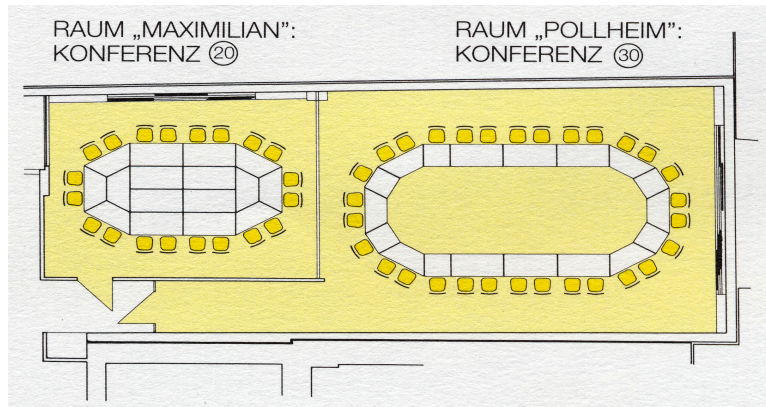 RAUM „MAXIMILIAN”:
KONFERENZ 20
RAUM „POLLHEIM”:
KONFERENZ 30